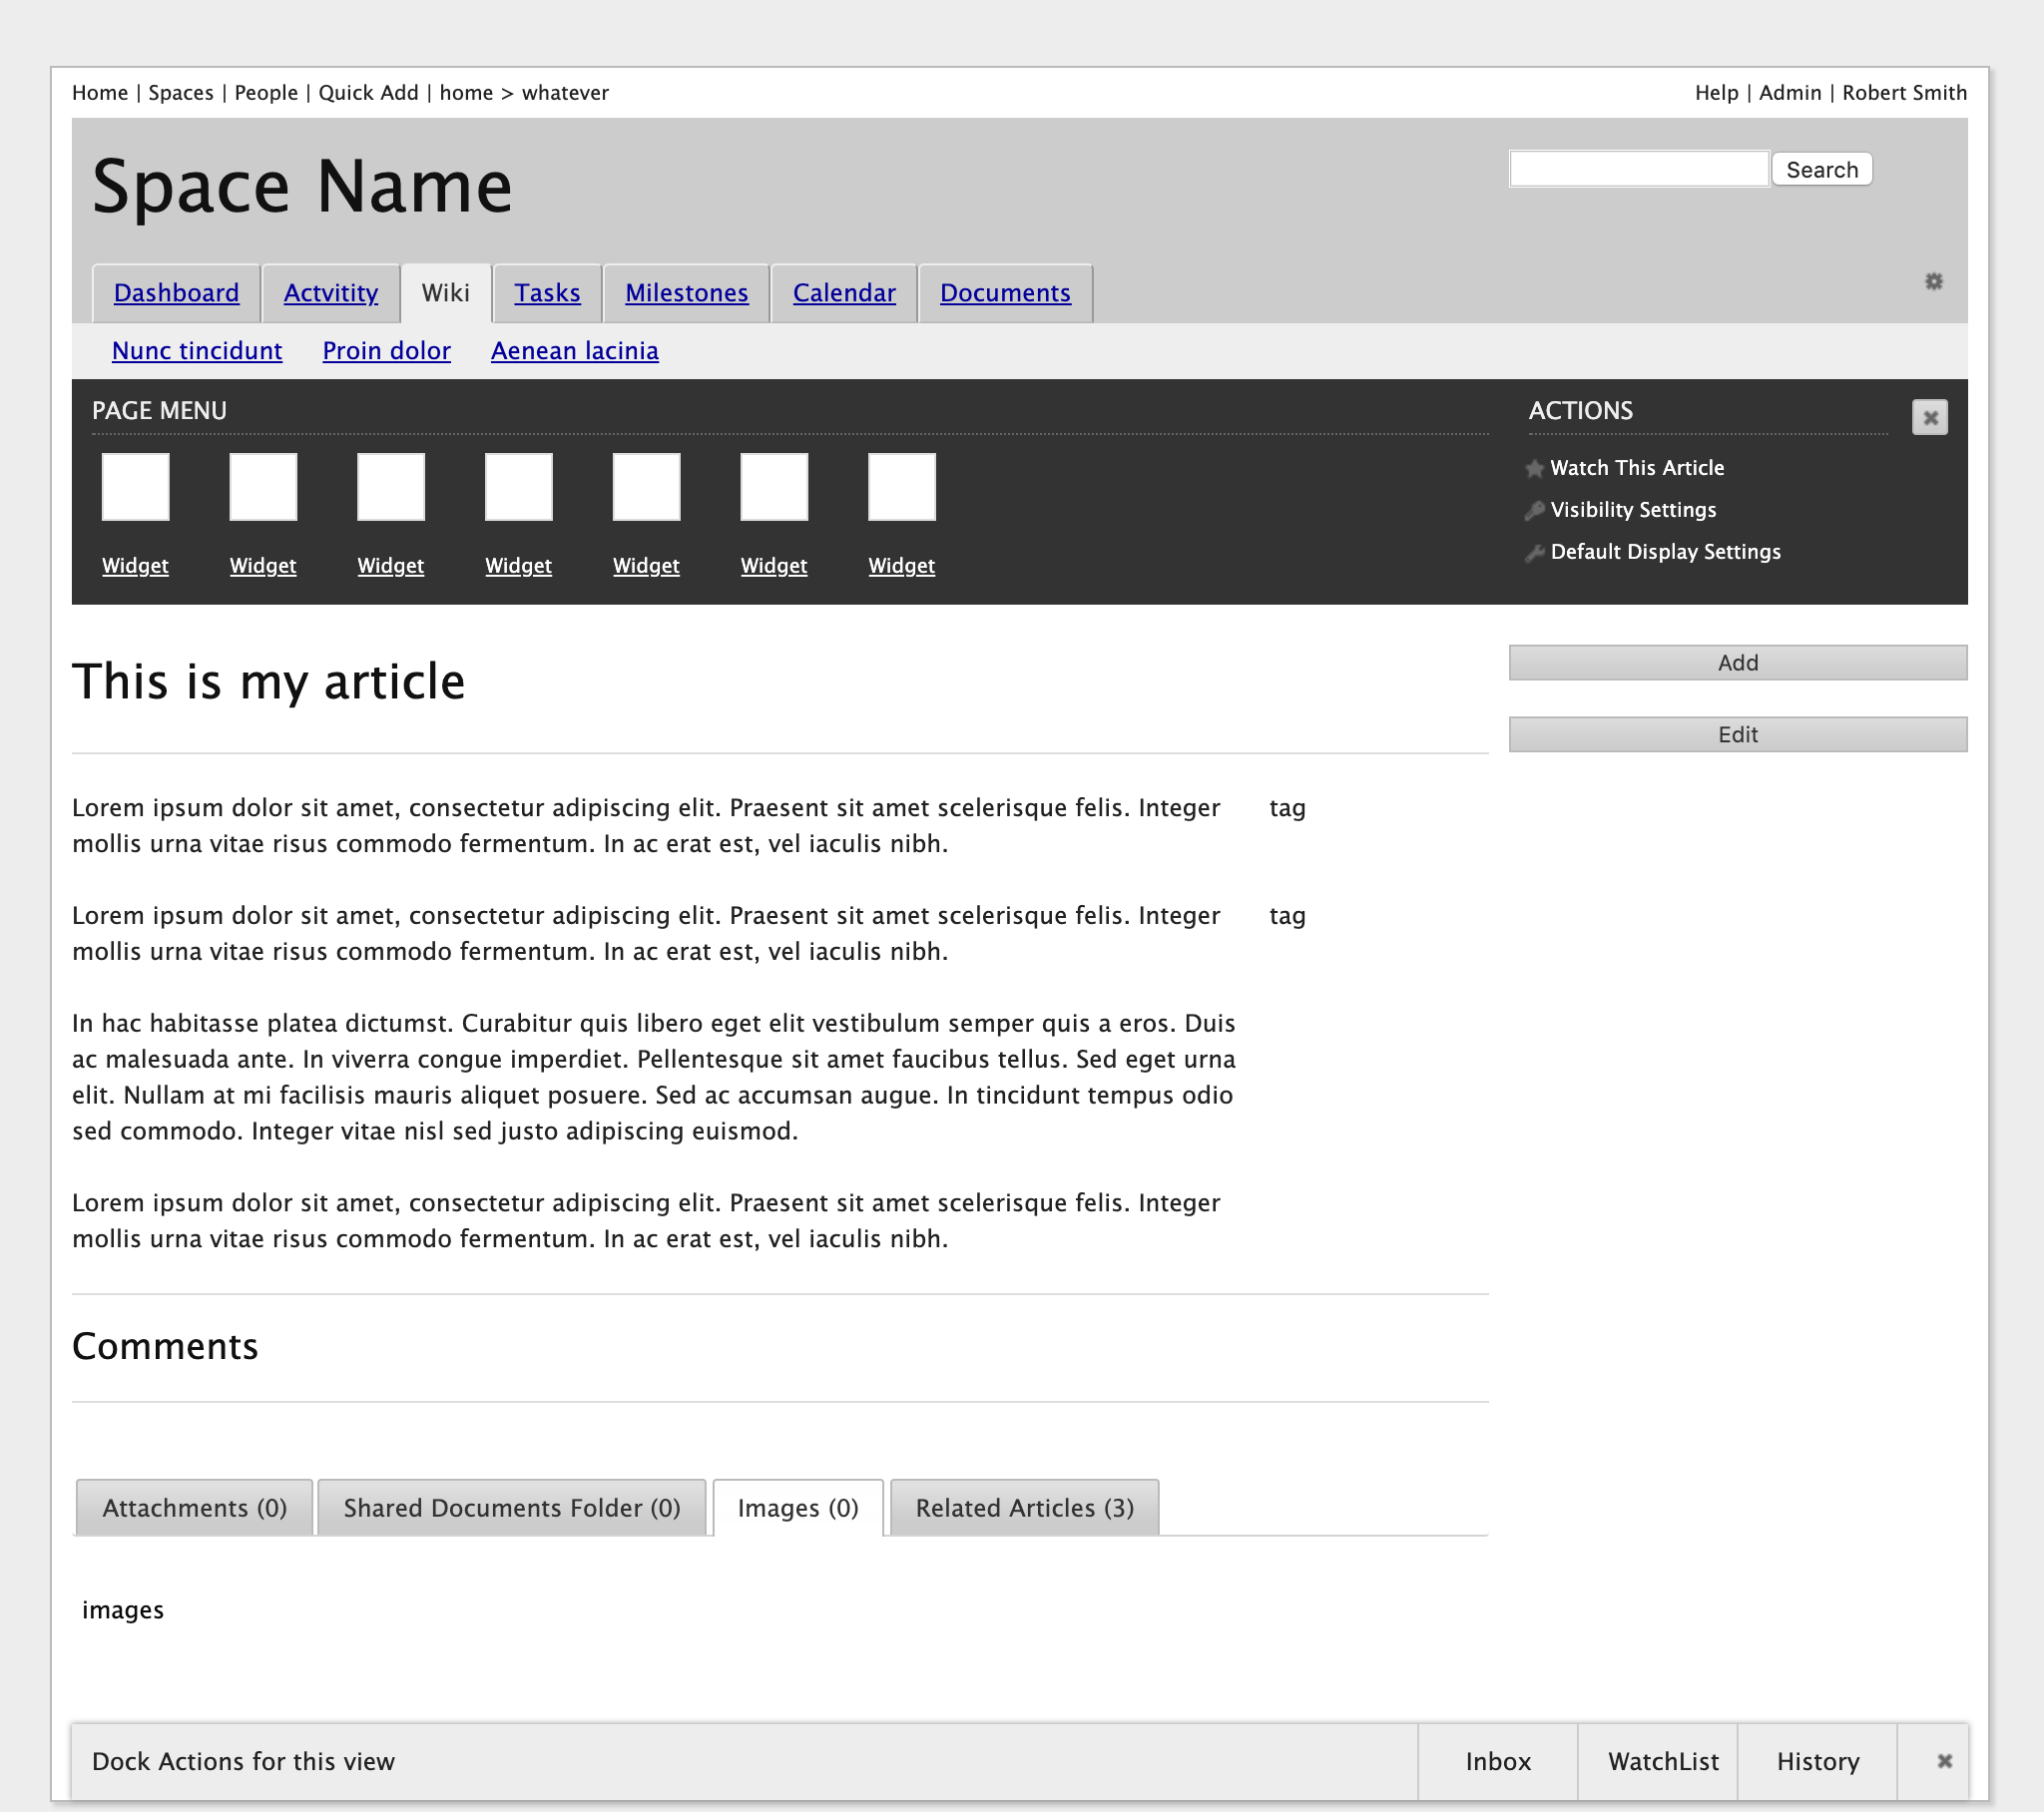 Home | Spaces | People | Quick Add | home > whatever
Help | Admin | Robert Smith
Space Name
Search
Dashboard Actvitity Wiki Tasks Milestones Calendar Documents
Nunc tincidunt Proin dolor Aenean lacinia
PAGE MENU
Widget Widget Widget Widget Widget Widget Widget
ACTIONS
Watch This Article
Visibility Settings
Default Display Settings
This is my article
Add
Edit
Lorem ipsum dolor sit amet, consectetur adipiscing elit. Praesent sit amet scelerisque felis. Integer
mollis urna vitae risus commodo fermentum. In ac erat est, vel iaculis nibh.
tag
Lorem ipsum dolor sit amet, consectetur adipiscing elit. Praesent sit amet scelerisque felis. Integer
mollis urna vitae risus commodo fermentum. In ac erat est, vel iaculis nibh.
tag
In hac habitasse platea dictumst. Curabitur quis libero eget elit vestibulum semper quis a eros. Duis
ac malesuada ante. In viverra congue imperdiet. Pellentesque sit amet faucibus tellus. Sed eget urna
elit. Nullam at mi facilisis mauris aliquet posuere. Sed ac accumsan augue. In tincidunt tempus odio
sed commodo. Integer vitae nisl sed justo adipiscing euismod.
Lorem ipsum dolor sit amet, consectetur adipiscing elit. Praesent sit amet scelerisque felis. Integer
mollis urna vitae risus commodo fermentum. In ac erat est, vel iaculis nibh.
Comments
Attachments (0) Shared Documents Folder (0) Images (0) Related Articles (3)
images
Dock Actions for this view
Inbox WatchList History